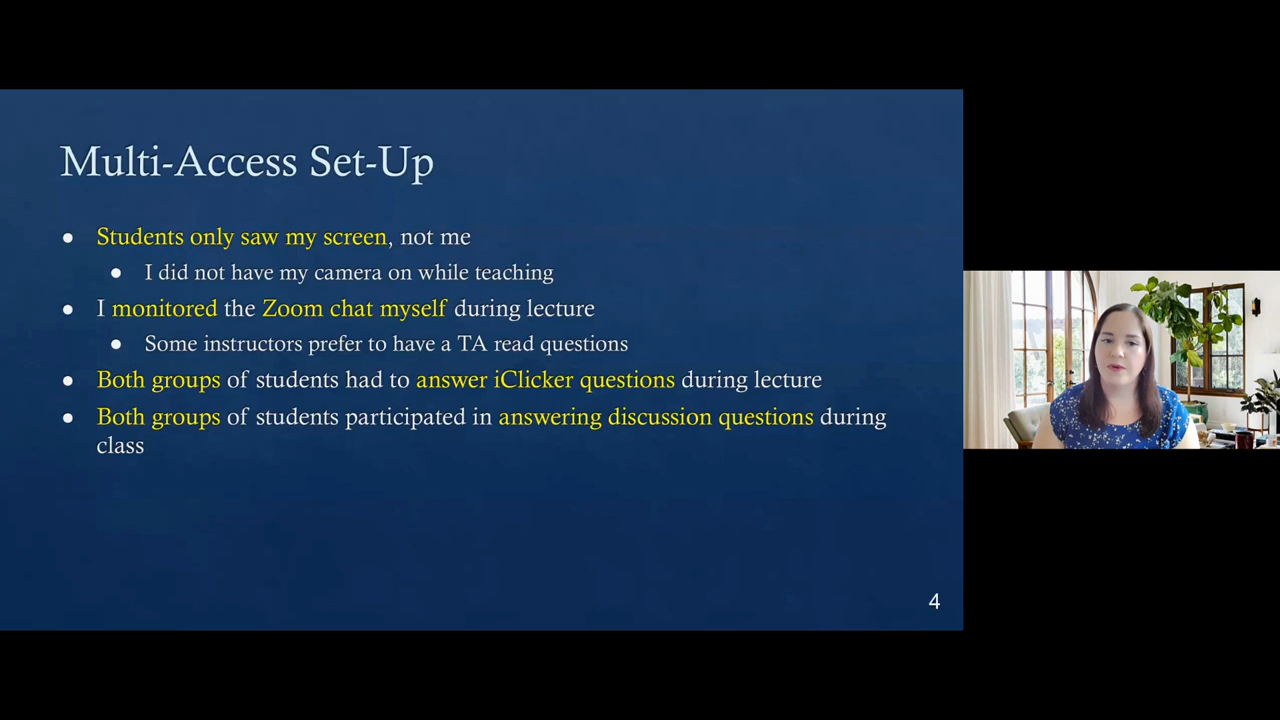 Multi-Access Set-Up
● Students only saw my screen, not me
● I did not have my camera on while teaching
● I monitored the Zoom chat myself during lecture
● Some instructors prefer to have a TA read questions
● Both groups of students had to answer iClicker questions during lecture
● Both groups of students participated in answering discussion questions during
class
4